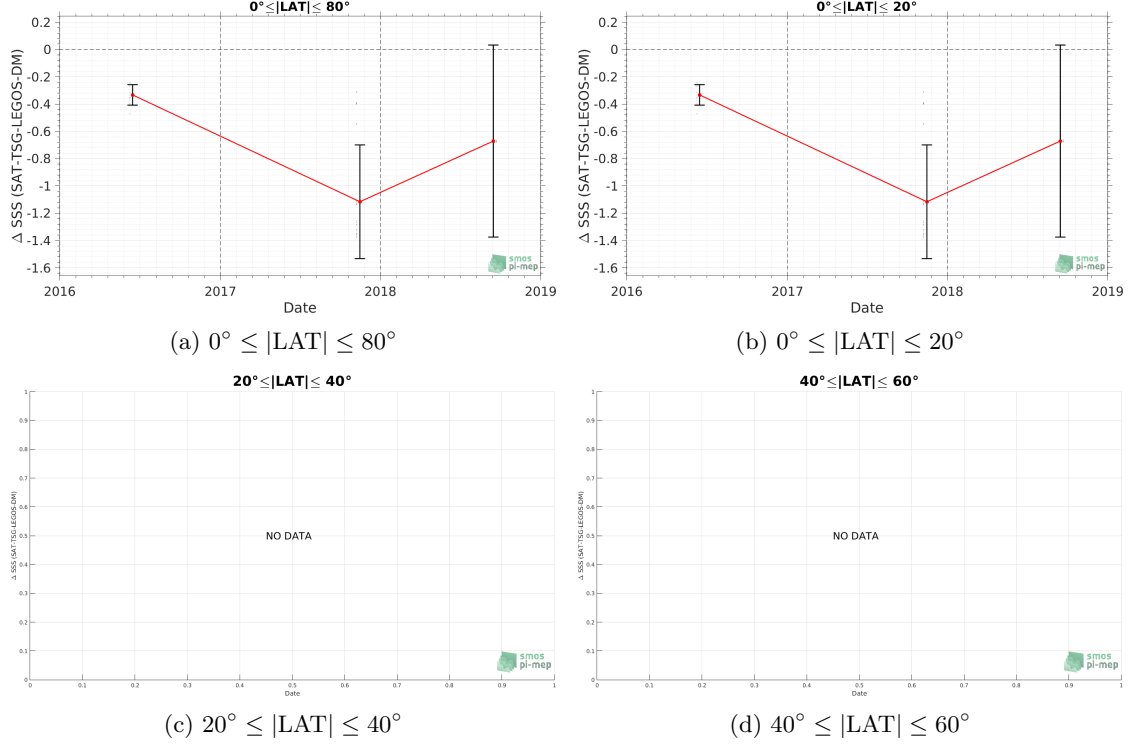 0°≤|LAT|≤ 80°
0.2
0
-0.2
-0.4
-0.6
-0.8
-1
-1.2
-1.4
-1.6
Δ SSS (SAT-TSG-LEGOS-DM)
2016
2017
2018
2019
Date
smos
pi-mep
(a) 0° ≤ |LAT| ≤ 80°
0°≤|LAT|≤ 20°
0.2
0
-0.2
-0.4
-0.6
-0.8
-1
-1.2
-1.4
-1.6
Δ SSS (SAT-TSG-LEGOS-DM)
2016
2017
2018
2019
Date
smos
pi-mep
(b) 0° ≤ |LAT| ≤ 20°
20°≤|LAT|≤ 40°
1
0.9
0.8
0.7
0.6
0.5
0.4
0.3
0.2
0.1
0
Δ SSS (SAT-TSG-LEGOS-DM)
NO DATA
smos
pi-mep
0 0.1 0.2 0.3 0.4 0.5 0.6 0.7 0.8 0.9 1
Date
(c) 20° ≤ |LAT| ≤ 40°
40°≤|LAT|≤ 60°
1
0.9
0.8
0.7
0.6
0.5
0.4
0.3
0.2
0.1
0
Δ SSS (SAT-TSG-LEGOS-DM)
NO DATA
smos
pi-mep
0 0.1 0.2 0.3 0.4 0.5 0.6 0.7 0.8 0.9 1
Date
(d) 40° ≤ |LAT| ≤ 60°